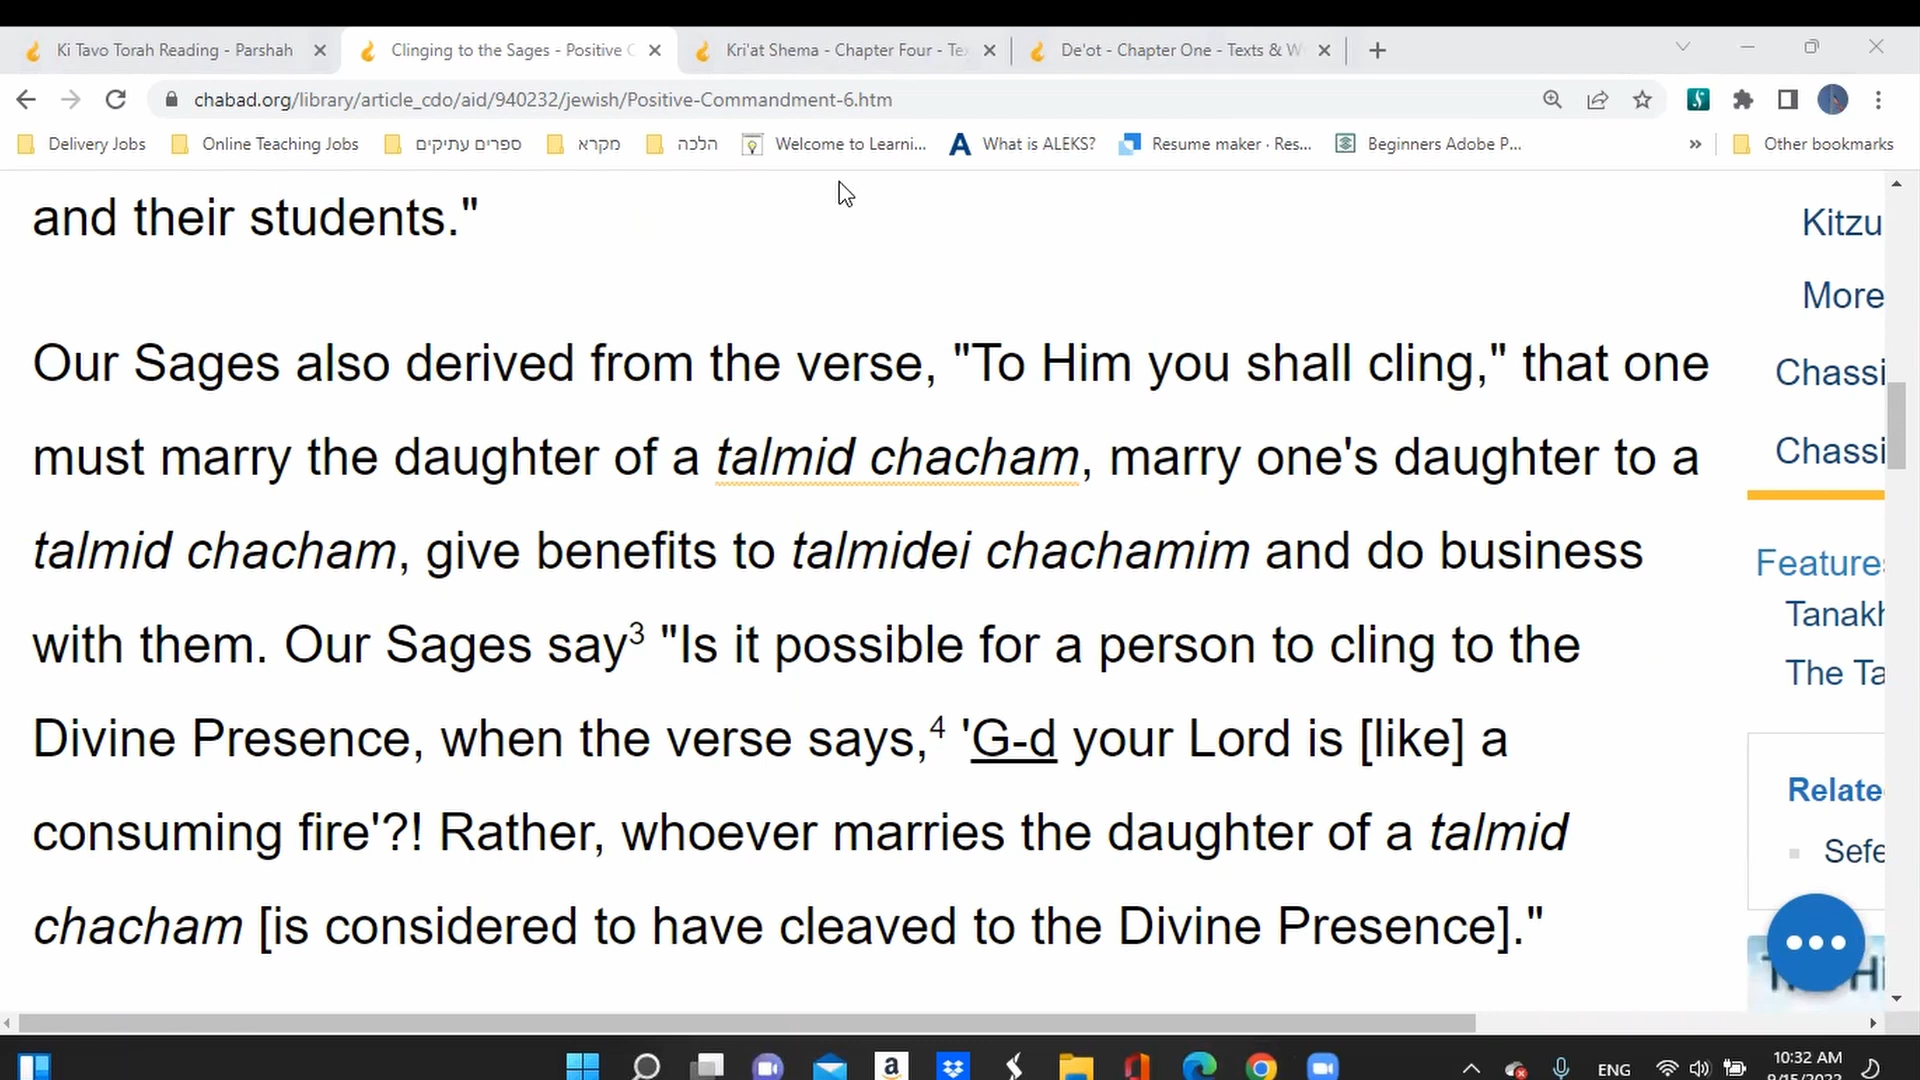 Ki Tavo Torah Reading - Parshah
Clinging to the Sages - Positive C
Kri'at Shema - Chapter Four - Te
De'ot - Chapter One - Texts & W
chabad.org/library/article_cdo/aid/940232/jewish/Positive-Commandment-6.htm
Delivery Jobs
Online Teaching Jobs
ספרים עתיקים
מקרא
הלכה
Welcome to Learni...
What is ALEKS?
Resume maker · Res...
Beginners Adobe P...
»
Other bookmarks
and their students."
Our Sages also derived from the verse, "To Him you shall cling," that one
must marry the daughter of a talmid chacham, marry one's daughter to a
talmid chacham, give benefits to talmidei chachamim and do business
with them. Our Sages say3 "Is it possible for a person to cling to the
Divine Presence, when the verse says,4 'G-d your Lord is [like] a
consuming fire'?! Rather, whoever marries the daughter of a talmid
chacham [is considered to have cleaved to the Divine Presence]."
Kitzu
More
Chassi
Chassi
Features
Tanakh
The Ta
Relate
Sefe
ENG
10:32 AM
9/15/2022